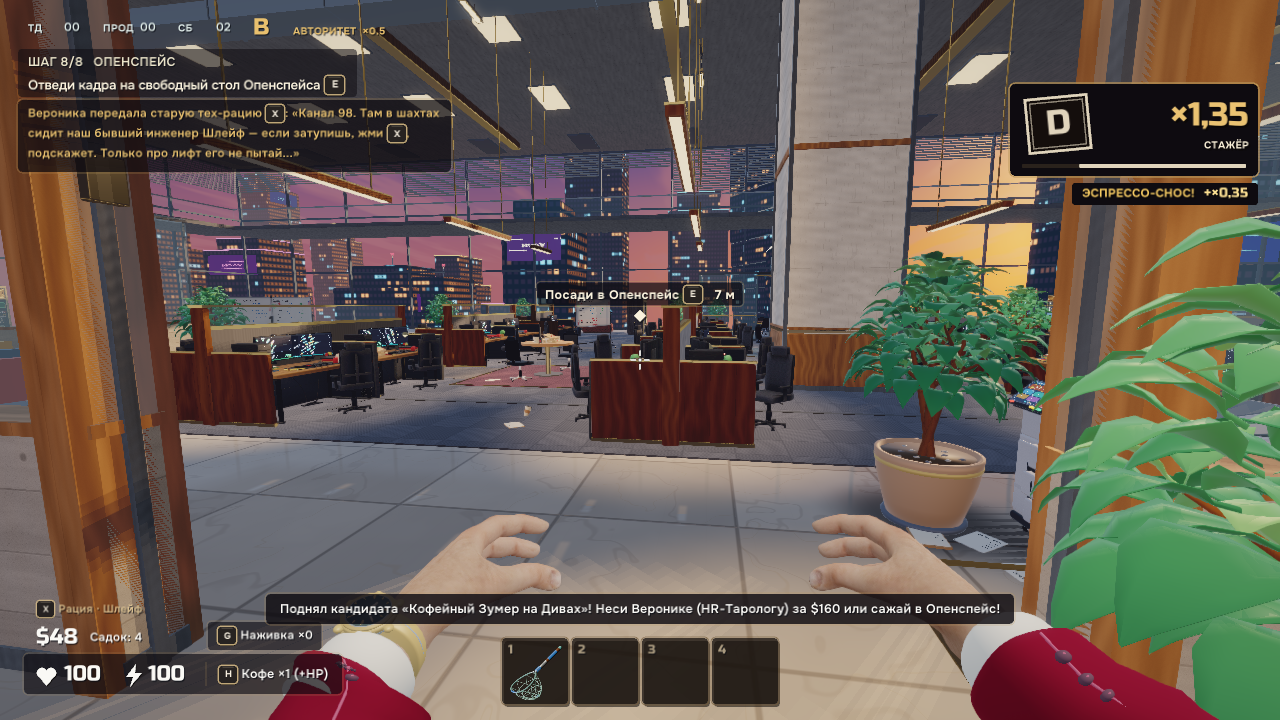 ТД 00 ПРОД 00 СБ 02 B АВТОРИТЕТ ×0.5
ШАГ 8/8 ОПЕНСПЕЙС
Отведи кадра на свободный стол Опенспейса E
Вероника передала старую тех-рацию X: «Канал 98. Там в шахтах
сидит наш бывший инженер Шлейф — если затупишь, жми X,
подскажет. Только про лифт его не пытай...»
D ×1,35
СТАЖЁР
ЭСПРЕССО-СНОС! +×0,35
Посади в Опенспейс E 7 м
Поднял кандидата «Кофейный Зумер на Дивах»! Неси Веронике (HR-Тарологу) за $160 или сажай в Опенспейс!
X Рация · Шлейф
$48 Садок: 4 G Наживка ×0
100 100 H Кофе ×1 (+HP)
1 2 3 4